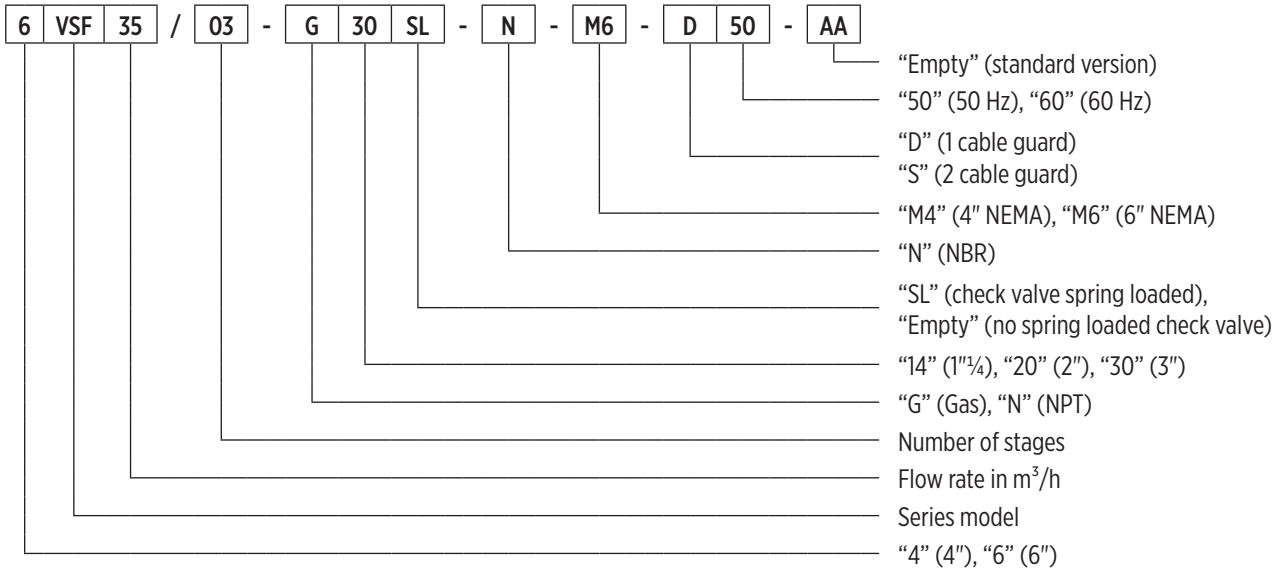 6 VSF 35 / 03 - G 30 SL - N - M6 - D 50 - AA
“Empty” (standard version)
“50” (50 Hz), “60” (60 Hz)
“D” (1 cable guard)
“S” (2 cable guard)
“M4” (4" NEMA), “M6” (6" NEMA)
“N” (NBR)
“SL” (check valve spring loaded),
“Empty” (no spring loaded check valve)
“14” (1"¼), “20” (2"), “30” (3")
“G” (Gas), “N” (NPT)
Number of stages
Flow rate in m³/h
Series model
“4” (4"), “6” (6")